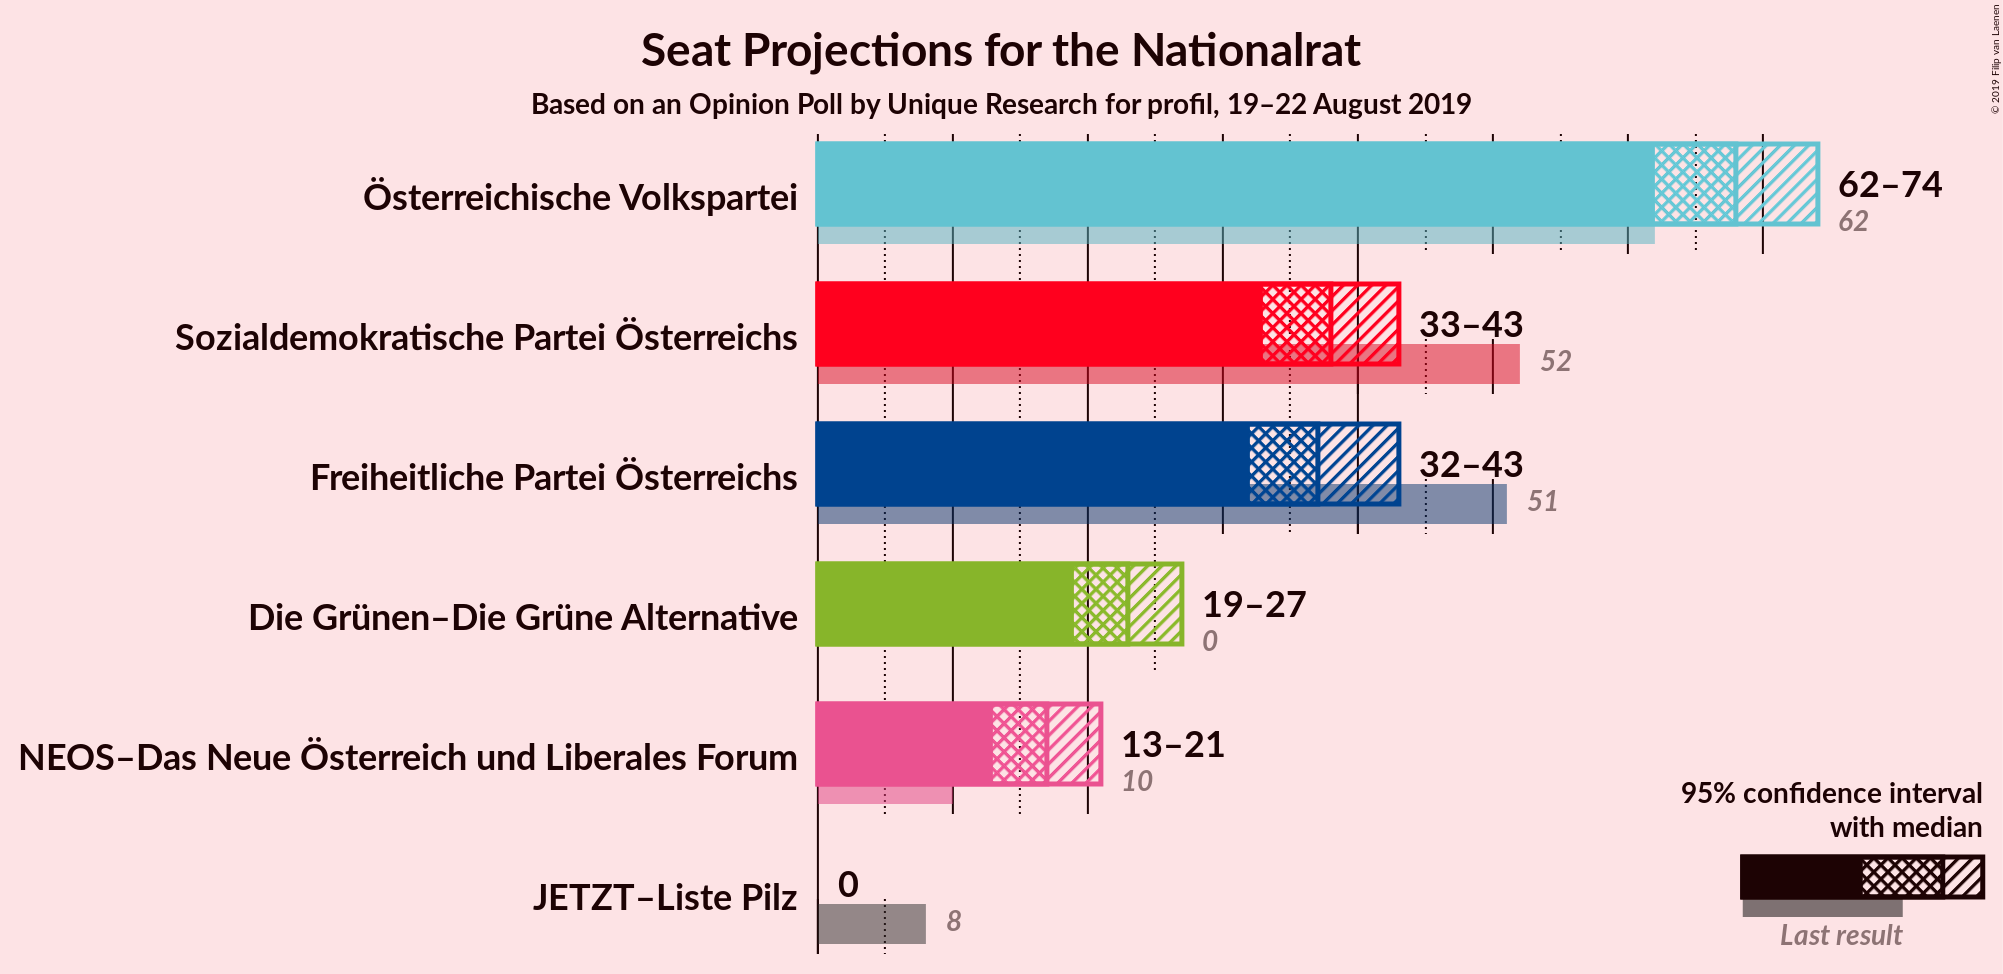 Seat Projections for the Nationalrat
Based on an Opinion Poll by Unique Research for profil, 19–22 August 2019
© 2019 Filip van Laenen
Österreichische Volkspartei
62–74
62
Sozialdemokratische Partei Österreichs
33–43
52
Freiheitliche Partei Österreichs
32–43
51
Die Grünen–Die Grüne Alternative
19–27
0
NEOS–Das Neue Österreich und Liberales Forum
13–21
10
JETZT–Liste Pilz
0
8
95% confidence interval
with median
Last result